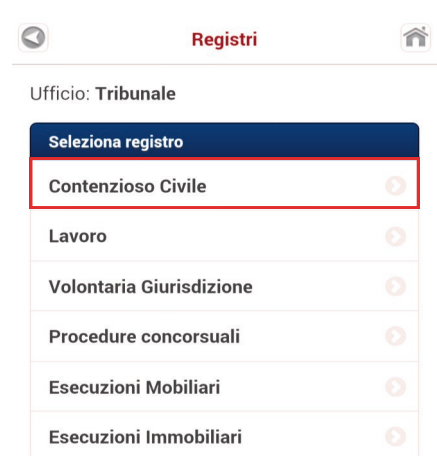 Registri
Ufficio: Tribunale
Seleziona registro
Contenzioso Civile
Lavoro
Volontaria Giurisdizione
Procedure concorsuali
Esecuzioni Mobiliari
Esecuzioni Immobiliari